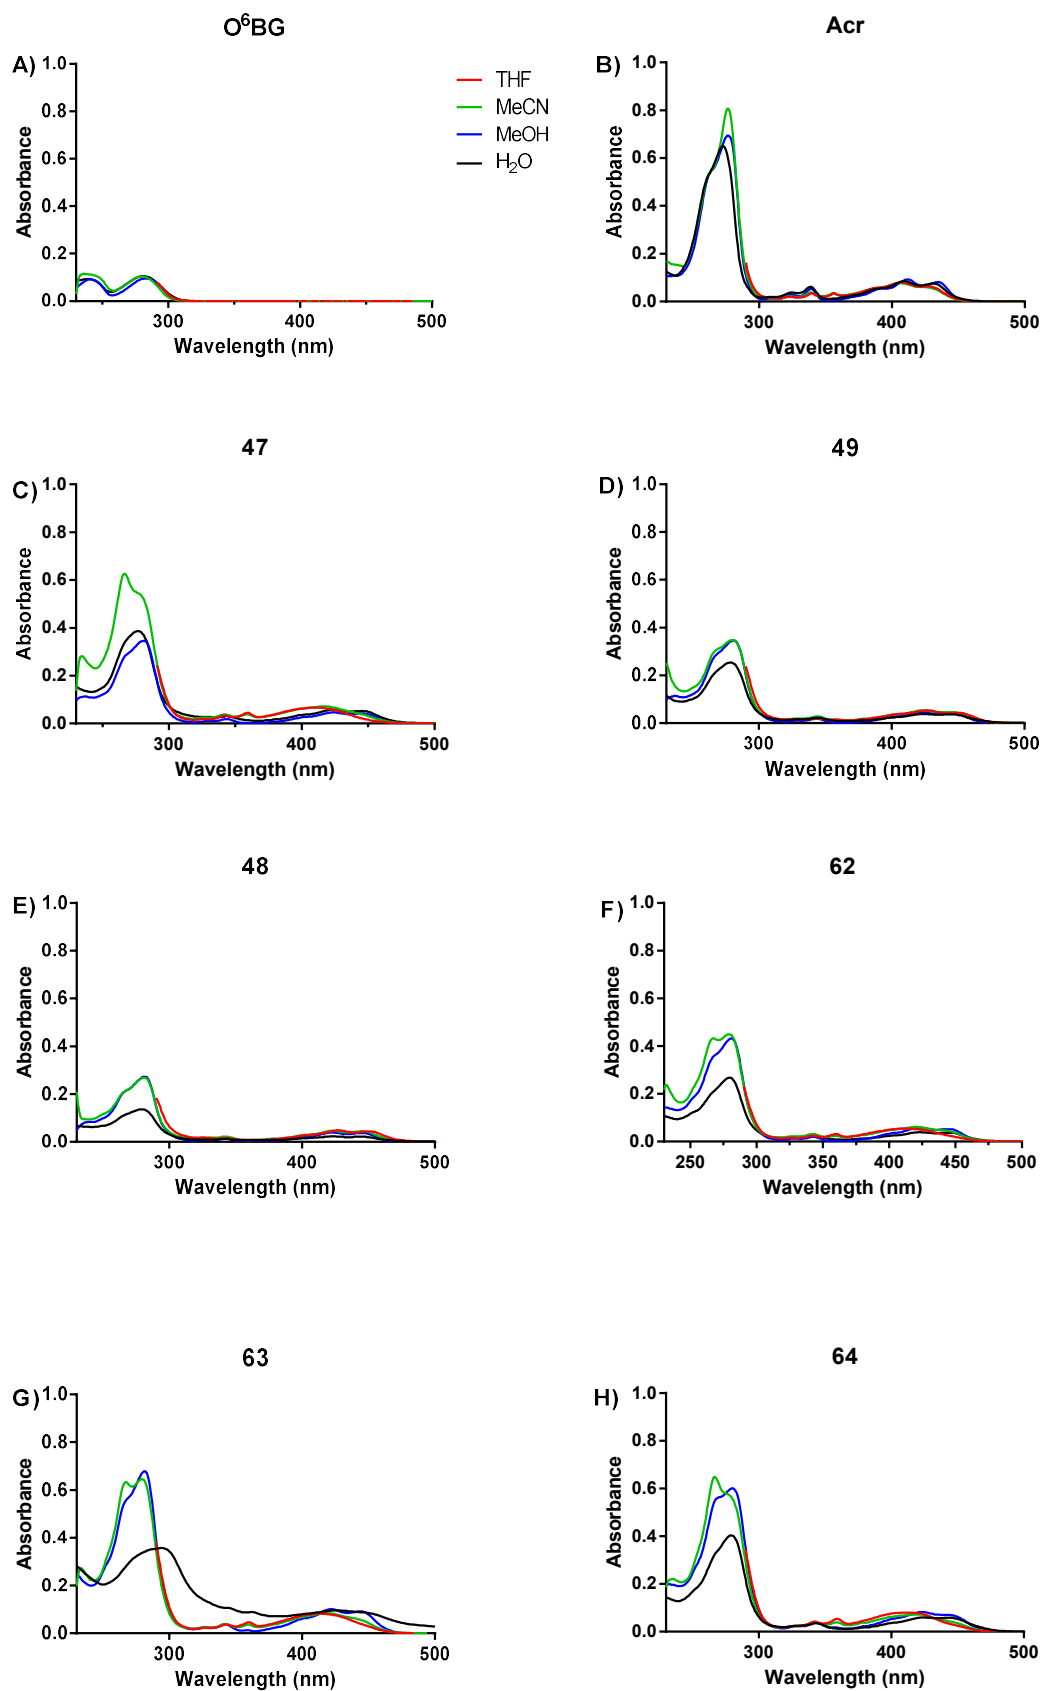 O⁶BG
A)
1.0
0.8
0.6
0.4
0.2
0.0
Absorbance
300 400 500
Wavelength (nm)
THF
MeCN
MeOH
H₂O
Acr
B)
1.0
0.8
0.6
0.4
0.2
0.0
Absorbance
300 400 500
Wavelength (nm)
47
C)
1.0
0.8
0.6
0.4
0.2
0.0
Absorbance
300 400 500
Wavelength (nm)
49
D)
1.0
0.8
0.6
0.4
0.2
0.0
Absorbance
300 400 500
Wavelength (nm)
48
E)
1.0
0.8
0.6
0.4
0.2
0.0
Absorbance
300 400 500
Wavelength (nm)
62
F)
1.0
0.8
0.6
0.4
0.2
0.0
Absorbance
250 300 350 400 450 500
Wavelength (nm)
63
G)
1.0
0.8
0.6
0.4
0.2
0.0
Absorbance
300 400 500
Wavelength (nm)
64
H)
1.0
0.8
0.6
0.4
0.2
0.0
Absorbance
300 400 500
Wavelength (nm)